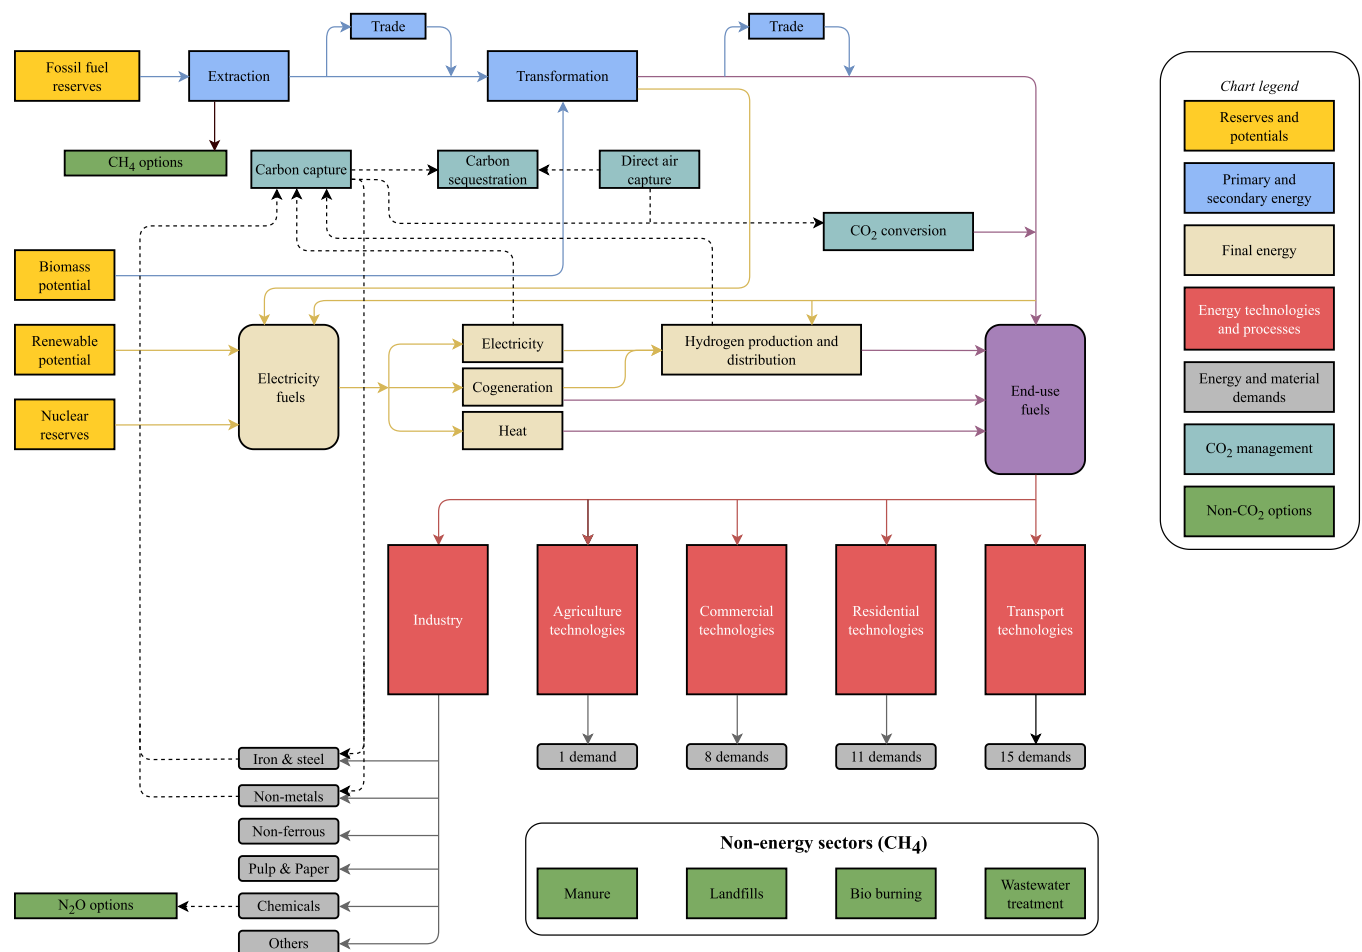 Trade
Trade
Fossil fuel
reserves
Extraction
Transformation
CH4 options
Carbon capture
Carbon
sequestration
Direct air
capture
CO2 conversion
Biomass
potential
Renewable
potential
Nuclear
reserves
Electricity
fuels
Electricity
Cogeneration
Heat
Hydrogen production and
distribution
End-use
fuels
Industry
Agriculture
technologies
Commercial
technologies
Residential
technologies
Transport
technologies
1 demand
8 demands
11 demands
15 demands
Iron & steel
Non-metals
Non-ferrous
Pulp & Paper
Chemicals
Others
N2O options
Non-energy sectors (CH4)
Manure
Landfills
Bio burning
Wastewater
treatment
Chart legend
Reserves and
potentials
Primary and
secondary energy
Final energy
Energy technologies
and processes
Energy and material
demands
CO2 management
Non-CO2 options